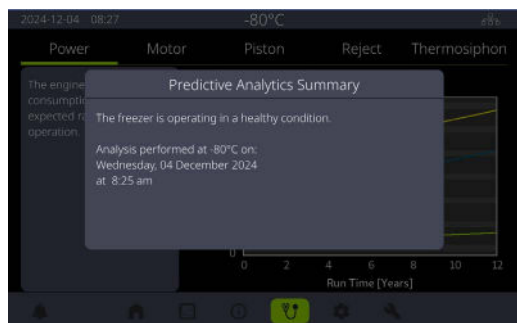 2024-12-04 08:27
-80°C
Power Motor Piston Reject Thermosiphon
The engine
consumptio
expected ra
operation.
Predictive Analytics Summary
The freezer is operating in a healthy condition.
Analysis performed at -80°C on:
Wednesday, 04 December 2024
at 8:25 am
0
0 2 4 6 8 10 12
Run Time [Years]